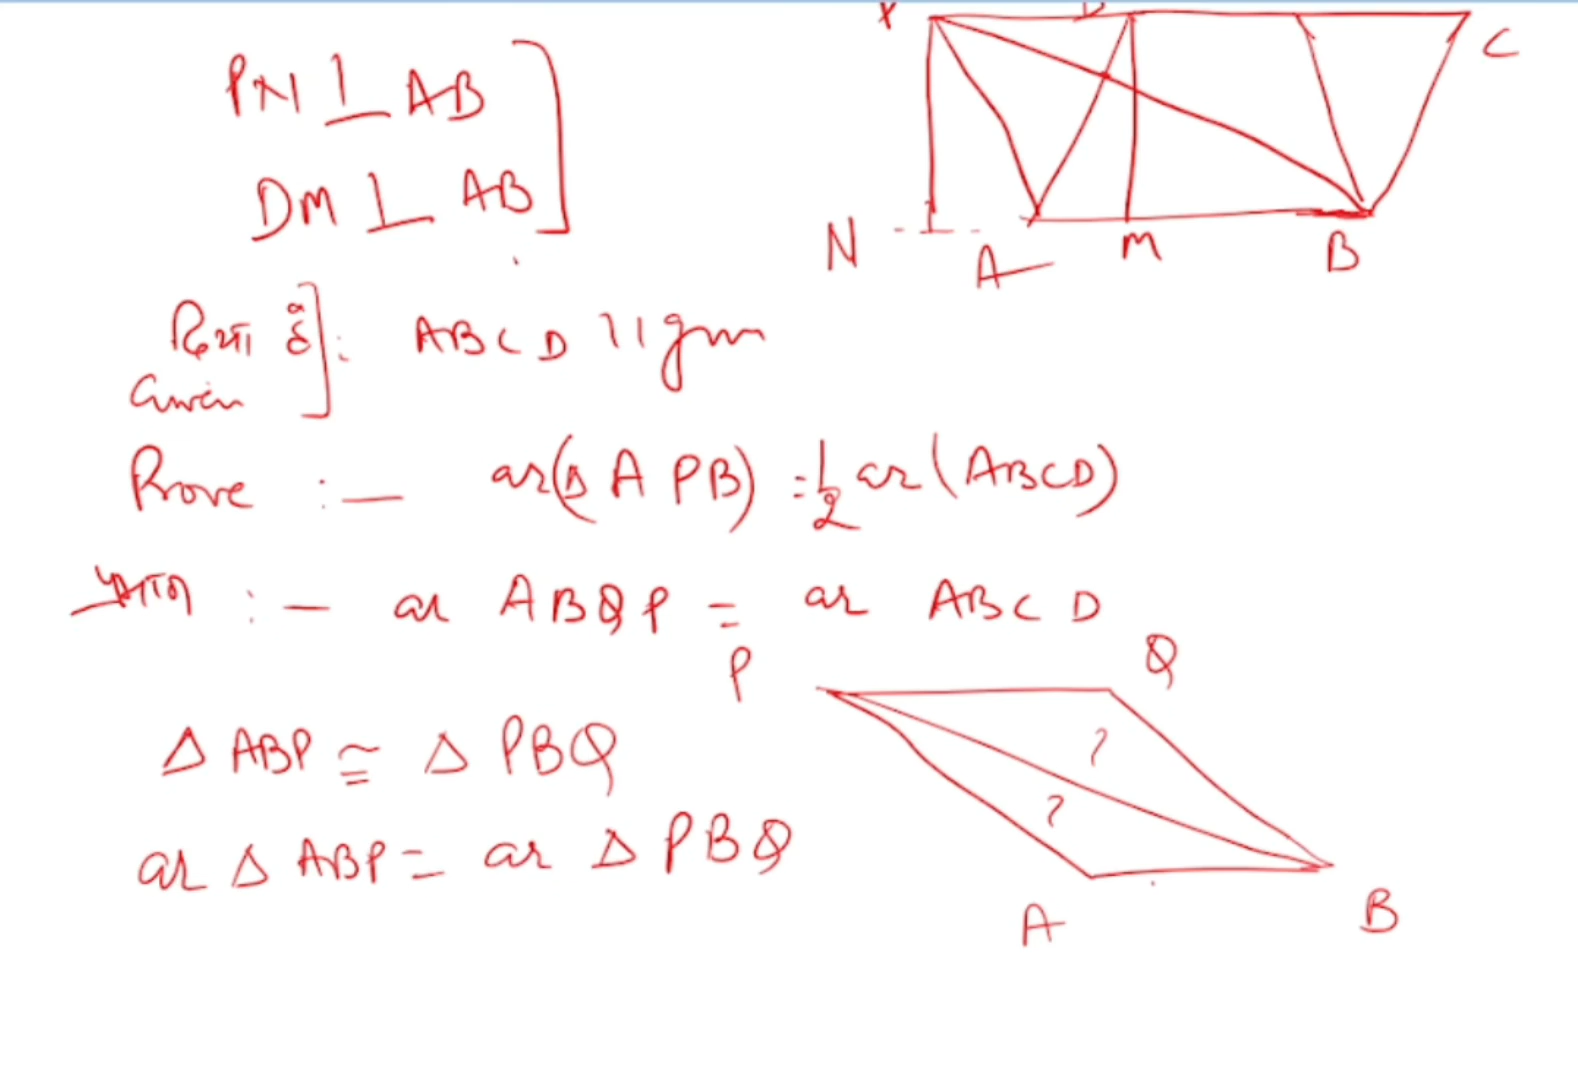 P D C
PN ⊥ AB
DM ⊥ AB
N A M B
दिया है : ABCD ||gm
Given
Prove :— ar(Δ APB) = 1/2 ar(ABCD)
:— ar ABQP = ar ABCD
P Q
Δ ABP ≅ Δ PBQ
?
?
ar Δ ABP = ar Δ PBQ
A B